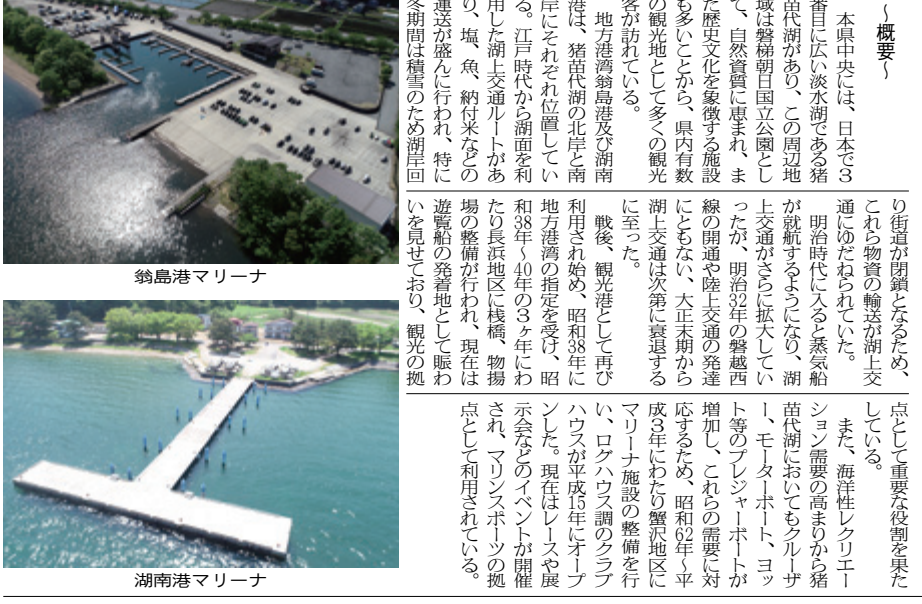 ～概要～
本県中央には、日本で３
番目に広い淡水湖である猪
苗代湖があり、この周辺地
域は磐梯朝日国立公園とし
て、自然資質に恵まれ、ま
た歴史文化を象徴する施設
も多いことから、県内有数
の観光地として多くの観光
客が訪れている。
地方港湾翁島港及び湖南
港は、猪苗代湖の北岸と南
岸にそれぞれ位置してい
る。江戸時代から湖面を利
用した湖上交通ルートがあ
り、塩、魚、納付米などの
運送が盛んに行われ、特に
冬期間は積雪のため湖岸回
り街道が閉鎖となるため、
これら物資の輸送が湖上交
通にゆだねられていた。
明治時代に入ると蒸気船
が就航するようになり、湖
上交通がさらに拡大してい
ったが、明治32年の磐越西
線の開通や陸上交通の発達
にともない、大正末期から
湖上交通は次第に衰退する
に至った。
戦後、観光港として再び
利用され始め、昭和38年に
地方港湾の指定を受け、昭
和38年～40年の３ヶ年にわ
たり長浜地区に桟橋、物揚
場の整備が行われ、現在は
遊覧船の発着地として賑わ
いを見せており、観光の拠
点として重要な役割を果た
している。
また、海洋性レクリエー
ション需要の高まりから猪
苗代湖においてもクルーザ
ー、モーターボート、ヨッ
ト等のプレジャーボートが
増加し、これらの需要に対
応するため、昭和62年～平
成３年にわたり蟹沢地区に
マリーナ施設の整備を行
い、ログハウス調のクラブ
ハウスが平成15年にオープ
ンした。現在はレースや展
示会などのイベントが開催
され、マリンスポーツの拠
点として利用されている。
翁島港マリーナ
湖南港マリーナ